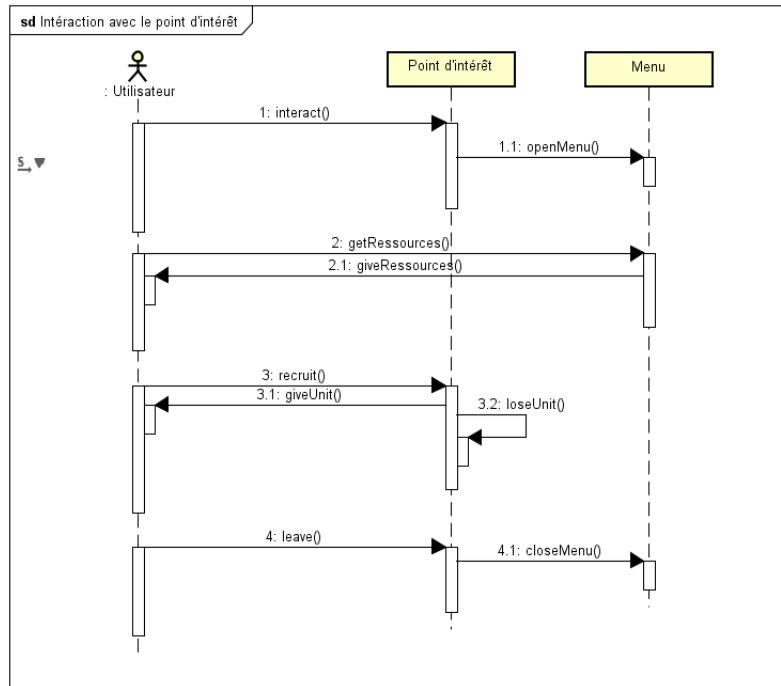 sd Intéraction avec le point d'intérêt
: Utilisateur
Point d'intérêt
Menu
1: interact()
1.1: openMenu()
S
2: getRessources()
2.1: giveRessources()
3: recruit()
3.1: giveUnit()
3.2: loseUnit()
4: leave()
4.1: closeMenu()